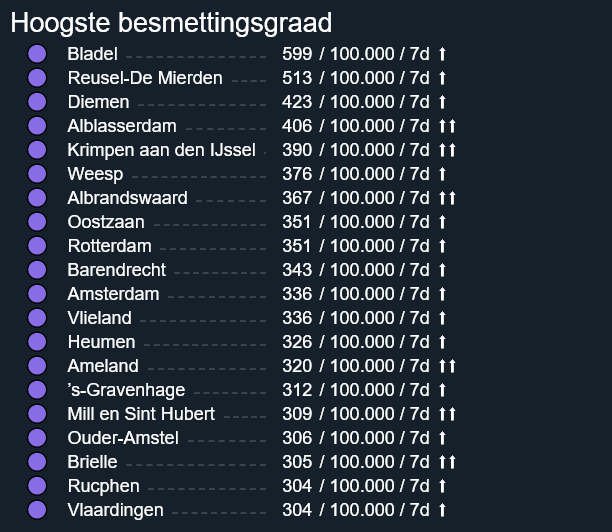 Hoogste besmettingsgraad
Bladel 599 / 100.000 / 7d ⬆
Reusel-De Mierden 513 / 100.000 / 7d ⬆
Diemen 423 / 100.000 / 7d ⬆
Alblasserdam 406 / 100.000 / 7d ⬆⬆
Krimpen aan den IJssel 390 / 100.000 / 7d ⬆⬆
Weesp 376 / 100.000 / 7d ⬆
Albrandswaard 367 / 100.000 / 7d ⬆⬆
Oostzaan 351 / 100.000 / 7d ⬆
Rotterdam 351 / 100.000 / 7d ⬆
Barendrecht 343 / 100.000 / 7d ⬆
Amsterdam 336 / 100.000 / 7d ⬆
Vlieland 336 / 100.000 / 7d ⬆
Heumen 326 / 100.000 / 7d ⬆
Ameland 320 / 100.000 / 7d ⬆⬆
’s-Gravenhage 312 / 100.000 / 7d ⬆
Mill en Sint Hubert 309 / 100.000 / 7d ⬆⬆
Ouder-Amstel 306 / 100.000 / 7d ⬆
Brielle 305 / 100.000 / 7d ⬆⬆
Rucphen 304 / 100.000 / 7d ⬆
Vlaardingen 304 / 100.000 / 7d ⬆